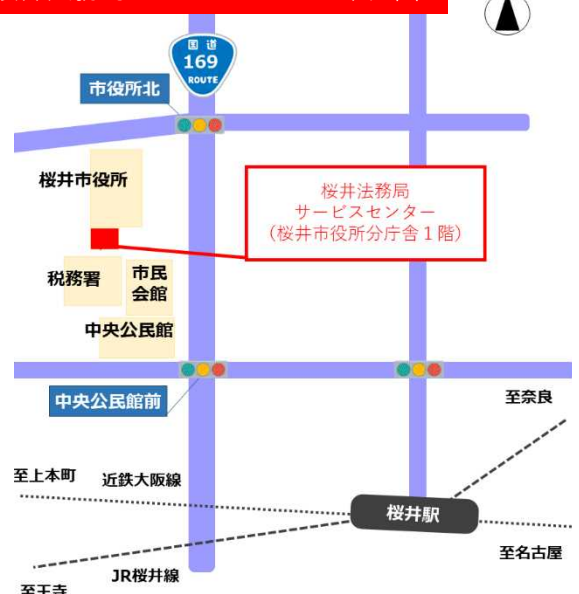 国道
169
ROUTE
市役所北
桜井市役所
桜井法務局
サービスセンター
（桜井市役所分庁舎１階）
税務署
市民
会館
中央公民館
中央公民館前
至奈良
至上本町
近鉄大阪線
桜井駅
至名古屋
JR桜井線
至王寺